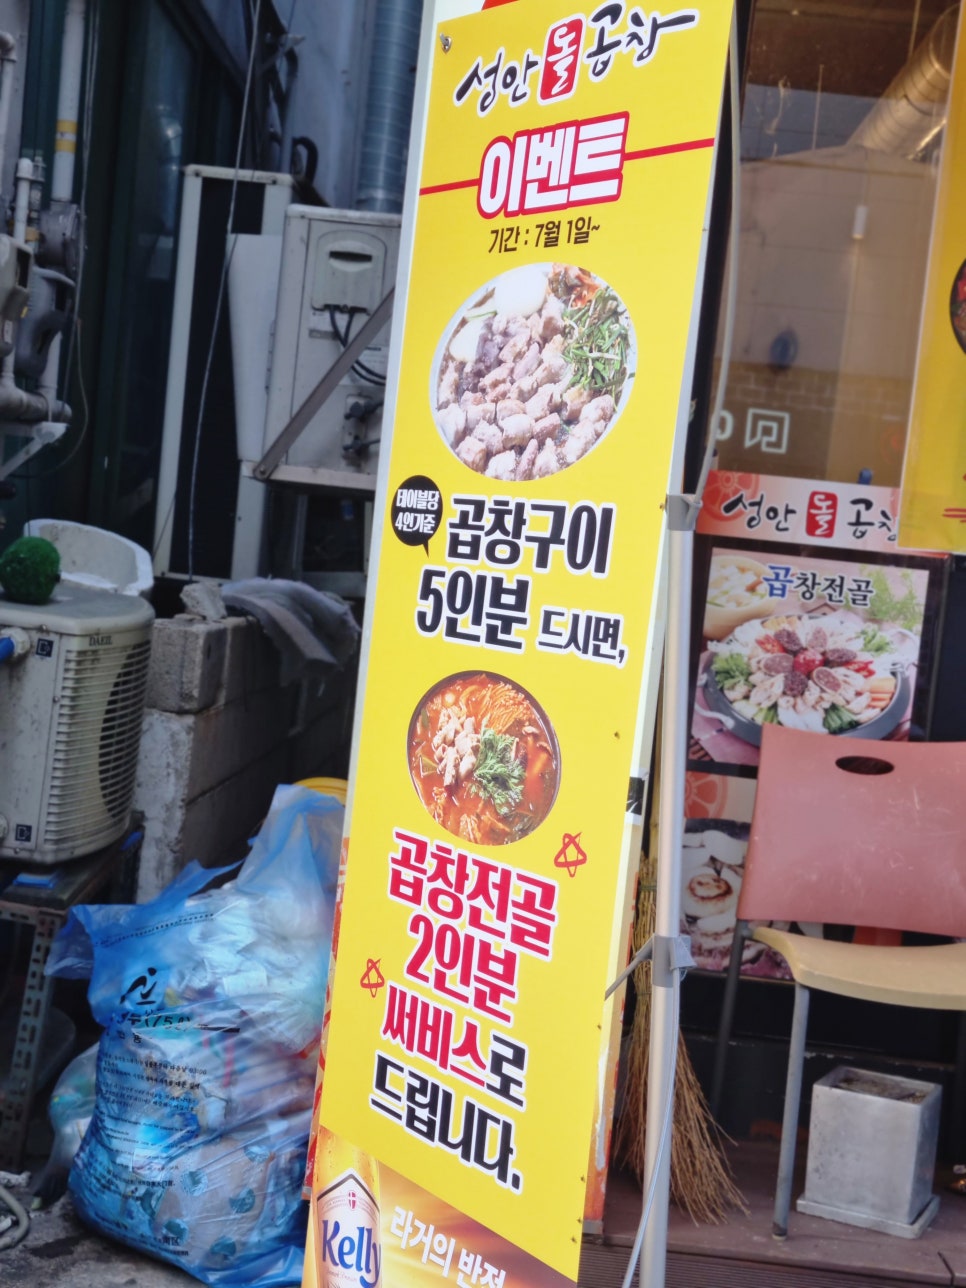 성안돌곱창
이벤트
기간 : 7월 1일~
테이블당
4인기준
곱창구이
5인분 드시면,
곱창전골
2인분
써비스로
드립니다.
Kelly
라거의 반전
성안돌곱창
곱창전골
DAEIL